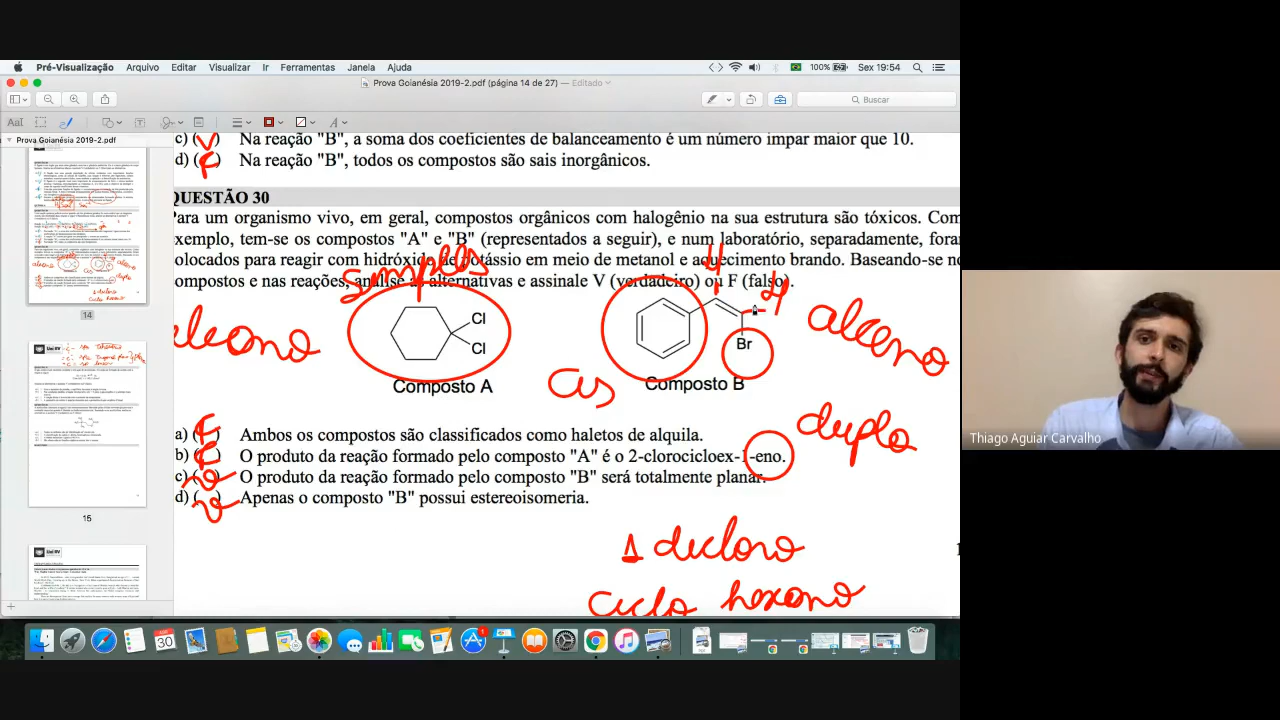 Pré-Visualização Arquivo Editar Visualizar Ir Ferramentas Janela Ajuda 100% Sex 19:54
Prova Goianésia 2019-2.pdf (página 14 de 27) — Editado
Buscar
Prova Goianésia 2019-2.pdf
14
15
c) (V) Na reação "B", a soma dos coeficientes de balanceamento é um número impar maior que 10.
d) (F) Na reação "B", todos os compostos são sais inorgânicos.
QUESTÃO 30
Para um organismo vivo, em geral, compostos orgânicos com halogênio na sua estrutura são tóxicos. Com
exemplo, tem-se os compostos "A" e "B" representados a seguir), e num laboratório, separadamente, fora
olocados para reagir com hidróxido de potássio em meio de metanol e aquecimento brando. Baseando-se no
ompostos e nas reações, analise as alternativas e assinale V (verdadeiro) ou F (falso).
simples
H
H
Cl
Cl
Br
alceno
cis
Composto A
Composto B
dupla
a) (F) Ambos os compostos são classificados como haletos de alquila.
b) (F) O produto da reação formado pelo composto "A" é o 2-clorocicloex-1-eno.
c) (V) O produto da reação formado pelo composto "B" será totalmente planar.
d) (V) Apenas o composto "B" possui estereoisomeria.
1 dicloro
ciclo hexano
Thiago Aguiar Carvalho